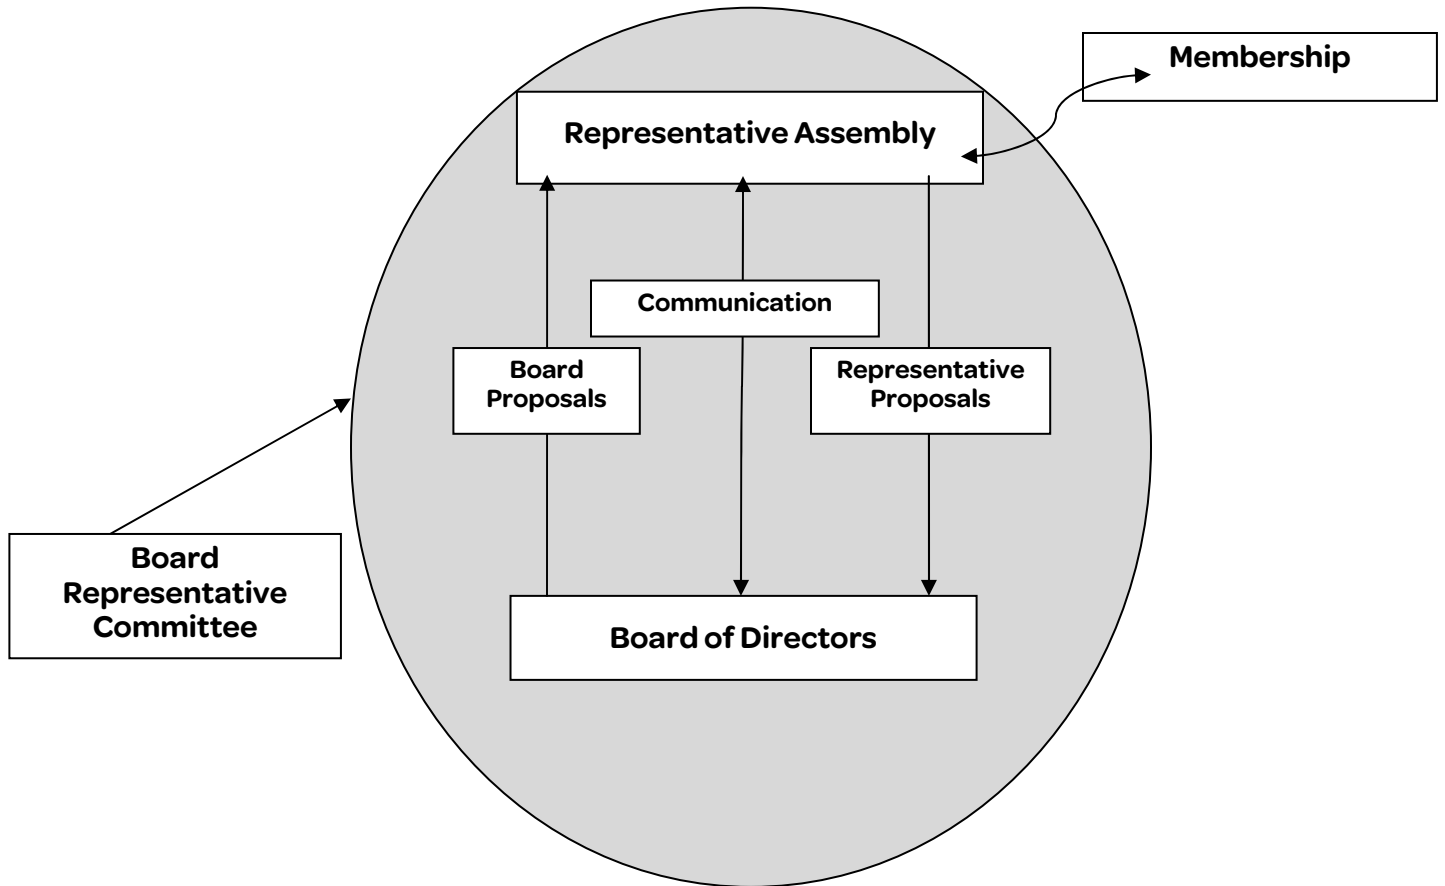 Membership
Representative Assembly
Communication
Board
Proposals
Representative
Proposals
Board
Representative
Committee
Board of Directors